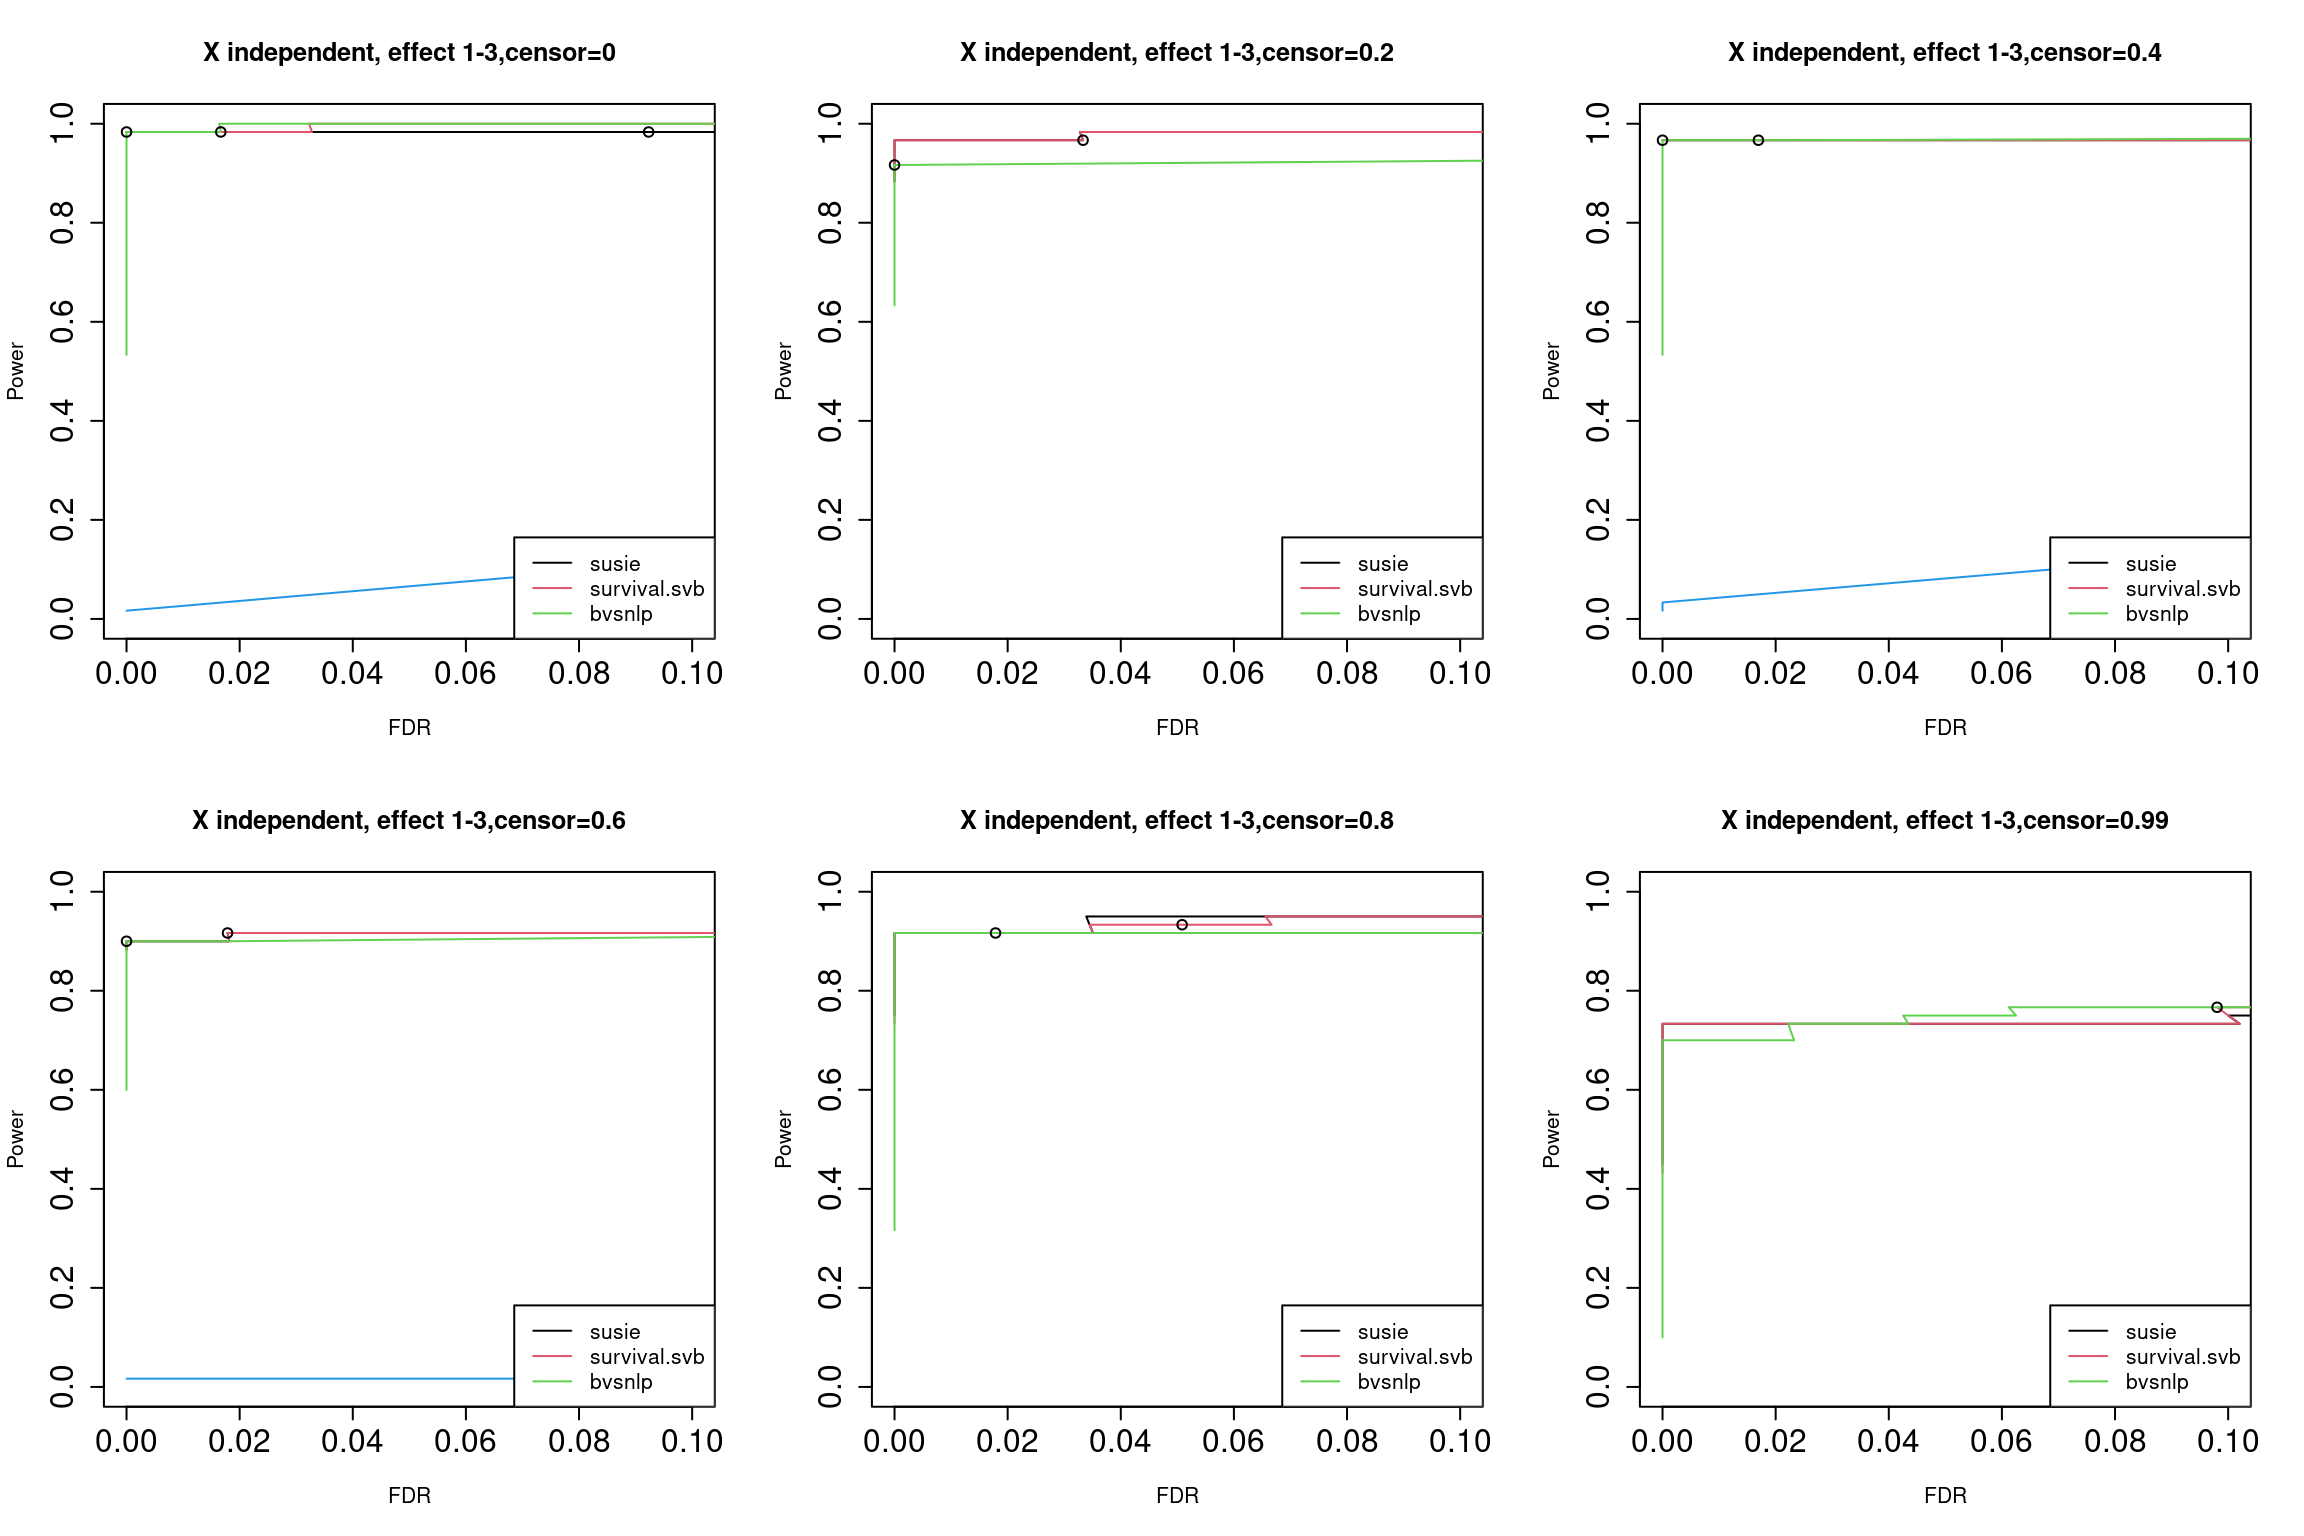 X independent, effect 1-3,censor=0
1.0
0.8
0.6
0.4
0.2
0.0
Power
susie
survival.svb
bvsnlp
0.00 0.02 0.04 0.06 0.08 0.10
FDR
X independent, effect 1-3,censor=0.2
1.0
0.8
0.6
0.4
0.2
0.0
Power
susie
survival.svb
bvsnlp
0.00 0.02 0.04 0.06 0.08 0.10
FDR
X independent, effect 1-3,censor=0.4
1.0
0.8
0.6
0.4
0.2
0.0
Power
susie
survival.svb
bvsnlp
0.00 0.02 0.04 0.06 0.08 0.10
FDR
X independent, effect 1-3,censor=0.6
1.0
0.8
0.6
0.4
0.2
0.0
Power
susie
survival.svb
bvsnlp
0.00 0.02 0.04 0.06 0.08 0.10
FDR
X independent, effect 1-3,censor=0.8
1.0
0.8
0.6
0.4
0.2
0.0
Power
susie
survival.svb
bvsnlp
0.00 0.02 0.04 0.06 0.08 0.10
FDR
X independent, effect 1-3,censor=0.99
1.0
0.8
0.6
0.4
0.2
0.0
Power
susie
survival.svb
bvsnlp
0.00 0.02 0.04 0.06 0.08 0.10
FDR